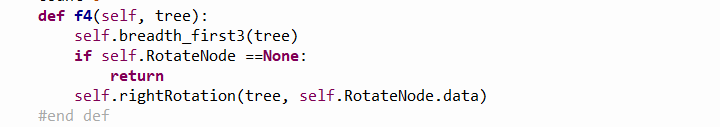 def f4(self, tree):
    self.breadth_first3(tree)
    if self.RotateNode ==None:
        return
    self.rightRotation(tree, self.RotateNode.data)
#end def